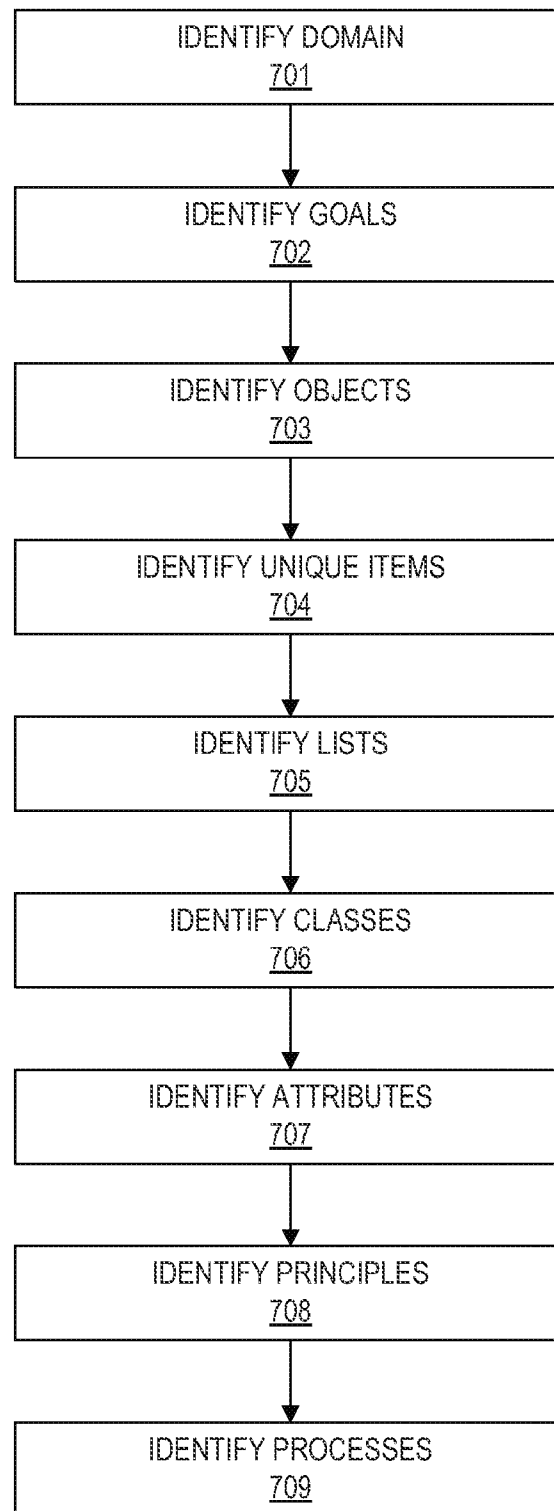 IDENTIFY DOMAIN
701
IDENTIFY GOALS
702
IDENTIFY OBJECTS
703
IDENTIFY UNIQUE ITEMS
704
IDENTIFY LISTS
705
IDENTIFY CLASSES
706
IDENTIFY ATTRIBUTES
707
IDENTIFY PRINCIPLES
708
IDENTIFY PROCESSES
709